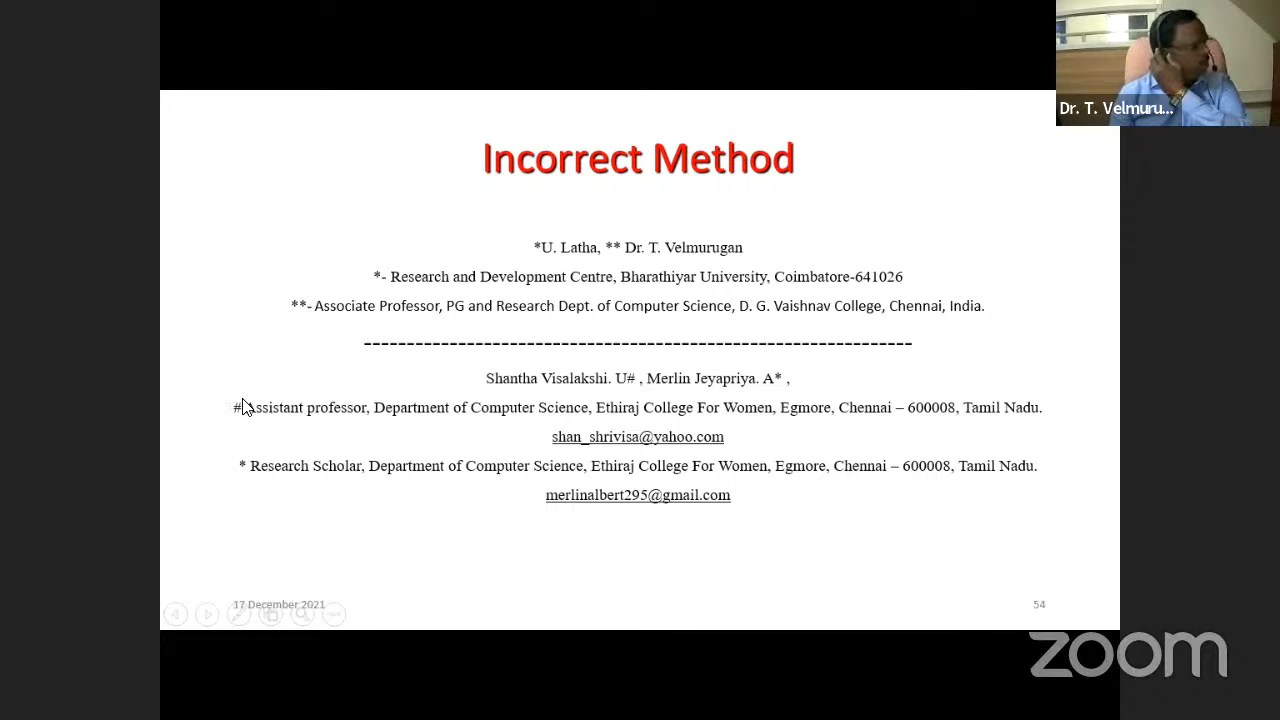 Dr. T. Velmuru...
Incorrect Method
*U. Latha, ** Dr. T. Velmurugan
*- Research and Development Centre, Bharathiyar University, Coimbatore-641026
**- Associate Professor, PG and Research Dept. of Computer Science, D. G. Vaishnav College, Chennai, India.
----------------------------------------------------------------
Shantha Visalakshi. U# , Merlin Jeyapriya. A* ,
# Assistant professor, Department of Computer Science, Ethiraj College For Women, Egmore, Chennai – 600008, Tamil Nadu.
shan_shrivisa@yahoo.com
* Research Scholar, Department of Computer Science, Ethiraj College For Women, Egmore, Chennai – 600008, Tamil Nadu.
merlinalbert295@gmail.com
17 December 2021
54
zoom